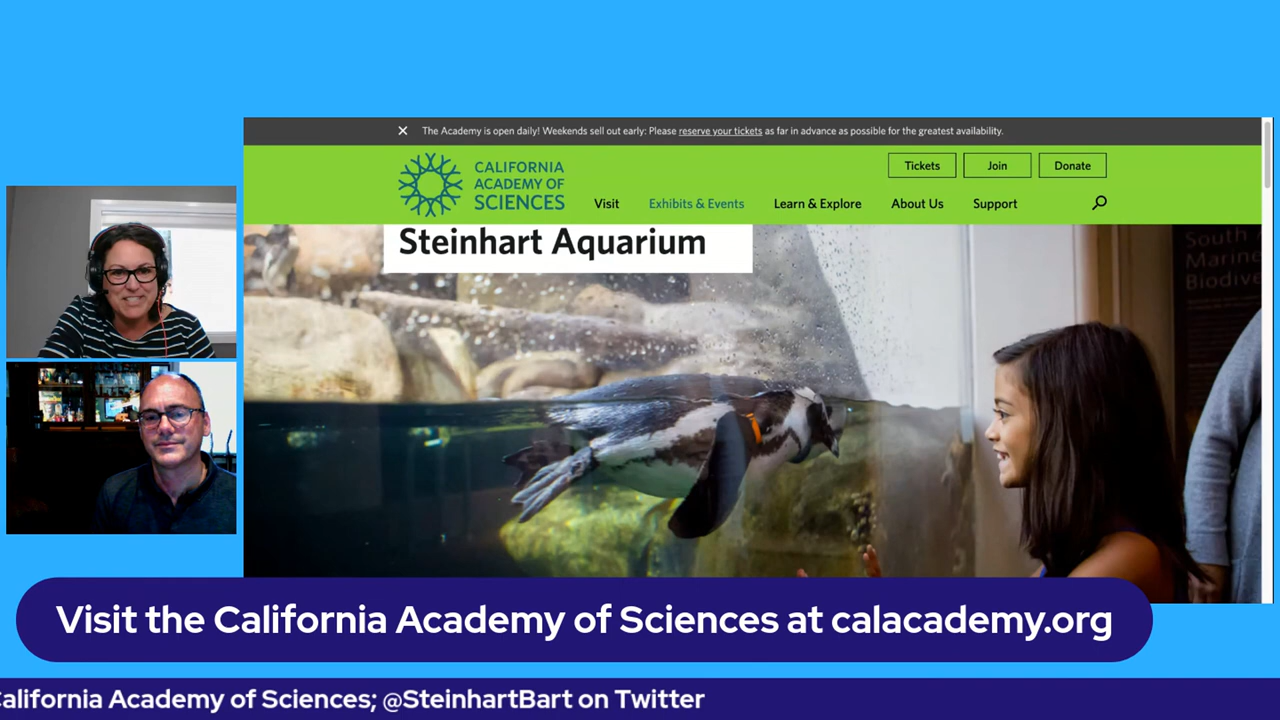 The Academy is open daily! Weekends sell out early: Please reserve your tickets as far in advance as possible for the greatest availability.
CALIFORNIA
ACADEMY OF
SCIENCES
Tickets
Join
Donate
Visit
Exhibits & Events
Learn & Explore
About Us
Support
Steinhart Aquarium
South
Marine
Visit the California Academy of Sciences at calacademy.org
California Academy of Sciences; @SteinhartBart on Twitter